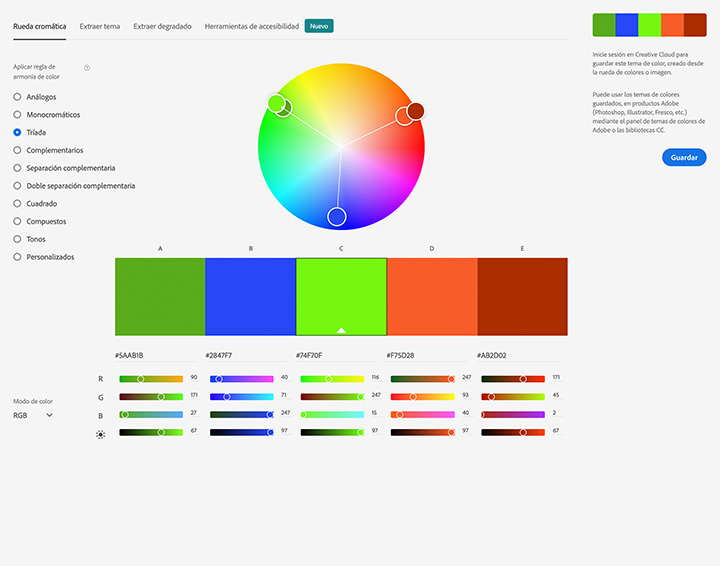 Rueda cromática Extraer tema Extraer degradado Herramientas de accesibilidad Nuevo
Aplicar regla de
armonía de color
Análogos
Monocromáticos
Tríada
Complementarios
Separación complementaria
Doble separación complementaria
Cuadrado
Compuestos
Tonos
Personalizados
Inicie sesión en Creative Cloud para
guardar este tema de color, creado desde
la rueda de colores o imagen.
Puede usar los temas de colores
guardados, en productos Adobe
(Photoshop, Illustrator, Fresco, etc.)
mediante el panel de temas de colores de
Adobe o las bibliotecas CC.
Guardar
A B C D E
#5AAB1B #2847F7 #74F70F #F75D28 #AB2D02
R 90 40 116 247 171
G 171 71 247 93 45
B 27 247 15 40 2
67 97 97 97 67
Modo de color
RGB